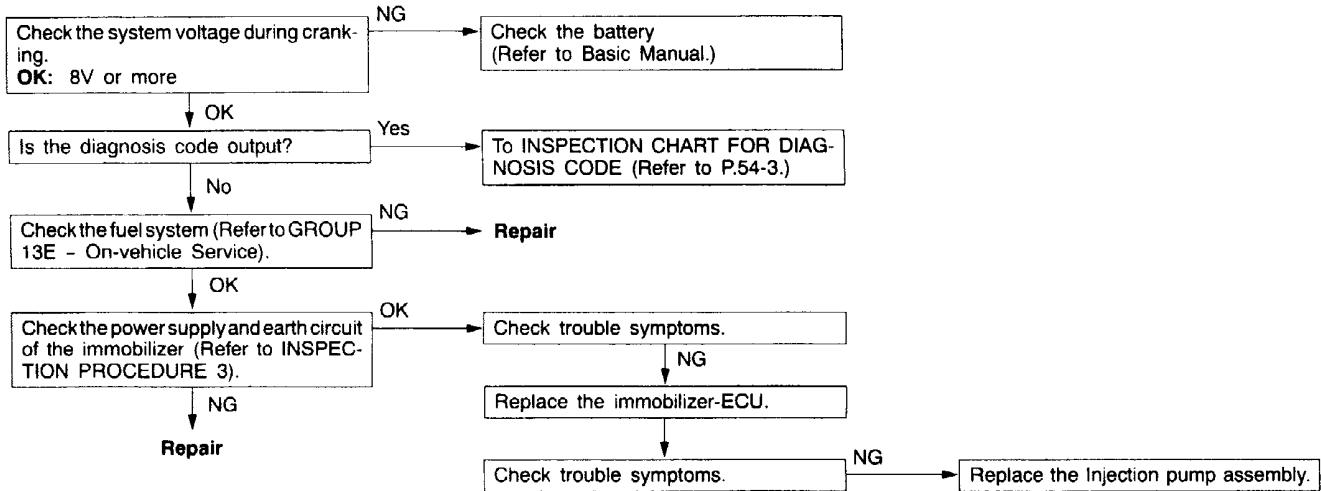 Check the system voltage during crank-
ing.
OK: 8V or more
NG
Check the battery
(Refer to Basic Manual.)
OK
Is the diagnosis code output?
Yes
To INSPECTION CHART FOR DIAG-
NOSIS CODE (Refer to P.54-3.)
No
Check the fuel system (Refer to GROUP
13E – On-vehicle Service).
NG
Repair
OK
Check the power supply and earth circuit
of the immobilizer (Refer to INSPEC-
TION PROCEDURE 3).
OK
Check trouble symptoms.
NG
Replace the immobilizer-ECU.
NG
Repair
Check trouble symptoms.
NG
Replace the Injection pump assembly.